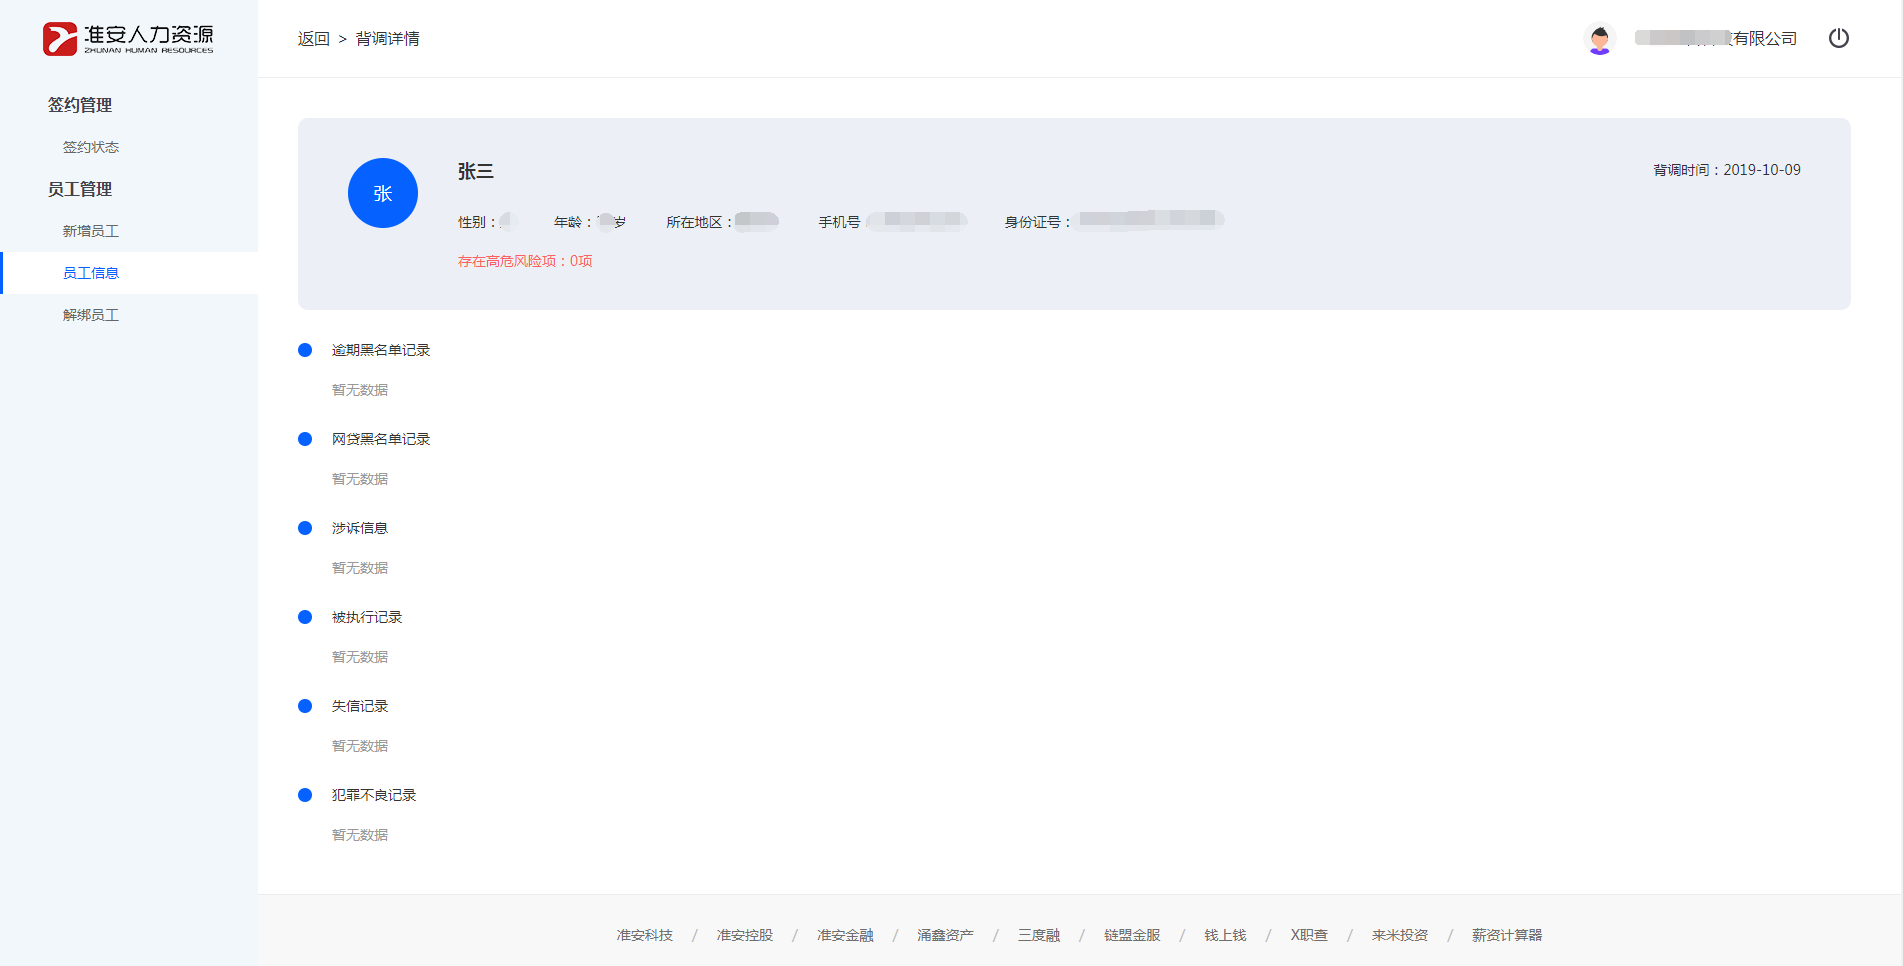 准安人力资源
ZHUNAN HUMAN RESOURCES
签约管理
签约状态
员工管理
新增员工
员工信息
解绑员工
返回 > 背调详情
有限公司
张
张三
背调时间：2019-10-09
性别： 年龄： 岁 所在地区： 手机号 身份证号：
存在高危风险项：0项
逾期黑名单记录
暂无数据
网贷黑名单记录
暂无数据
涉诉信息
暂无数据
被执行记录
暂无数据
失信记录
暂无数据
犯罪不良记录
暂无数据
准安科技 / 准安控股 / 准安金融 / 涌鑫资产 / 三度融 / 链盟金服 / 钱上钱 / X职查 / 来米投资 / 薪资计算器